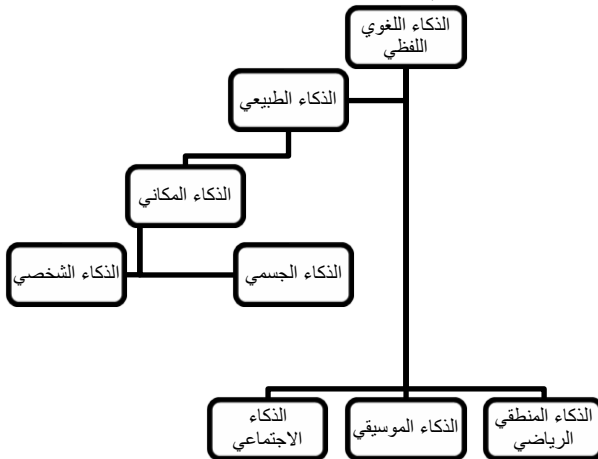 الذكاء اللغوي
اللفظي
الذكاء الطبيعي
الذكاء المكاني
الذكاء الجسمي
الذكاء الشخصي
الذكاء المنطقي
الرياضي
الذكاء الموسيقي
الذكاء
الاجتماعي